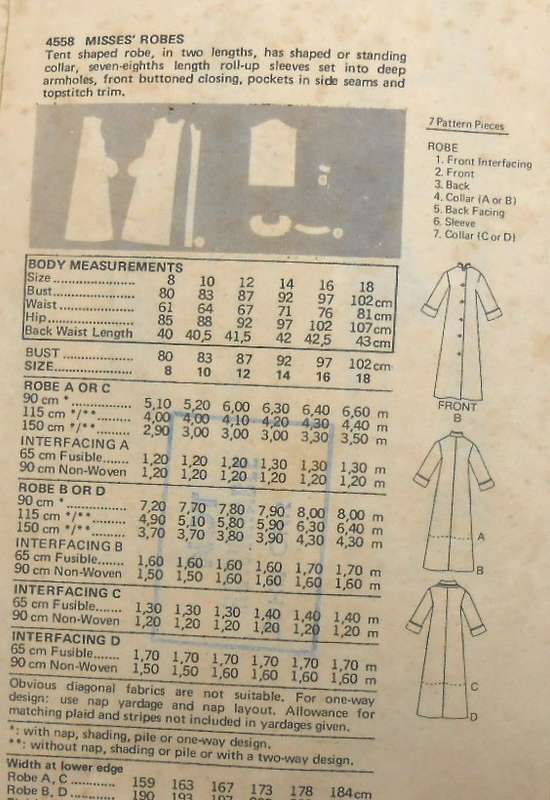 4558 MISSES' ROBES
Tent shaped robe, in two lengths, has shaped or standing
collar, seven-eighths length roll-up sleeves set into deep
armholes, front buttoned closing, pockets in side seams and
topstitch trim.
7 Pattern Pieces
ROBE
1. Front Interfacing
2. Front
3. Back
4. Collar (A or B)
5. Back Facing
6. Sleeve
7. Collar (C or D)
BODY MEASUREMENTS
Size ........................ 8 10 12 14 16 18
Bust ........................ 80 83 87 92 97 102 cm
Waist ...................... 61 64 67 71 76 81 cm
Hip .......................... 85 88 92 97 102 107 cm
Back Waist Length 40 40,5 41,5 42 42,5 43 cm
BUST ...................... 80 83 87 92 97 102 cm
SIZE ........................ 8 10 12 14 16 18
ROBE A OR C
90 cm * ................ 5,10 5,20 6,00 6,30 6,40 6,60 m
115 cm */** ......... 4,00 4,00 4,10 4,20 4,30 4,40 m
150 cm */** ......... 2,90 3,00 3,00 3,00 3,30 3,50 m
INTERFACING A
65 cm Fusible...... 1,20 1,20 1,20 1,30 1,30 1,30 m
90 cm Non-Woven 1,20 1,20 1,20 1,20 1,20 1,20 m
ROBE B OR D
90 cm * ................ 7,20 7,70 7,80 7,90 8,00 8,00 m
115 cm */** ......... 4,90 5,10 5,80 5,90 6,30 6,40 m
150 cm */** ......... 3,70 3,70 3,80 3,90 4,30 4,30 m
INTERFACING B
65 cm Fusible...... 1,60 1,60 1,60 1,60 1,70 1,70 m
90 cm Non-Woven 1,50 1,50 1,60 1,60 1,60 1,60 m
INTERFACING C
65 cm Fusible....... 1,30 1,30 1,30 1,40 1,40 1,40 m
90 cm Non-Woven 1,20 1,20 1,20 1,20 1,20 1,20 m
INTERFACING D
65 cm Fusible....... 1,70 1,70 1,70 1,70 1,70 1,70 m
90 cm Non-Woven 1,50 1,50 1,60 1,60 1,60 1,60 m
Obvious diagonal fabrics are not suitable. For one-way
design: use nap yardage and nap layout. Allowance for
matching plaid and stripes not included in yardages given.
*: with nap, shading, pile or one-way design.
**: without nap, shading or pile or with a two-way design.
Width at lower edge
Robe A, C ............... 159 163 167 173 178 184 cm
Robe B, D ............... 190 193 197
FRONT
B
A
B
C
D